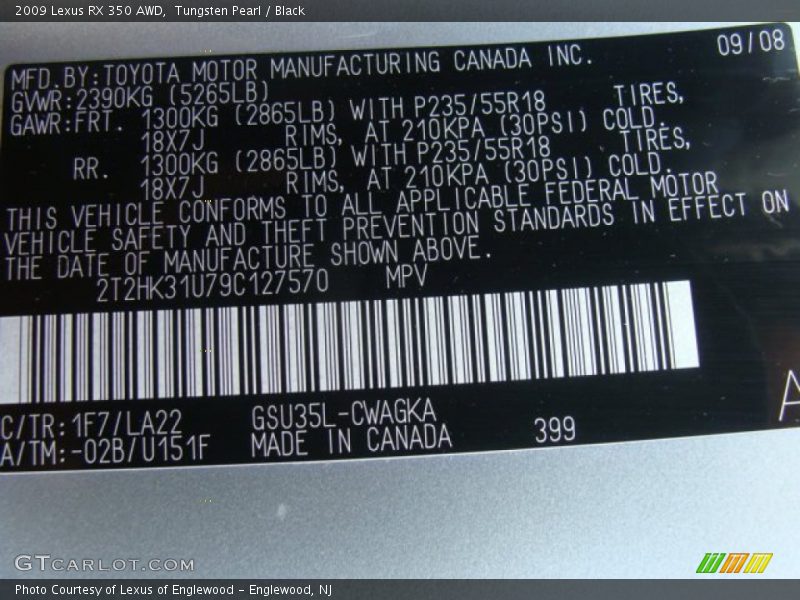 2009 Lexus RX 350 AWD,  Tungsten Pearl / Black
MFD.BY:TOYOTA MOTOR MANUFACTURING CANADA INC. 09/08
GVWR:2390KG (5265LB)
GAWR:FRT. 1300KG (2865LB) WITH P235/55R18 TIRES,
18X7J RIMS, AT 210KPA (30PSI) COLD.
RR. 1300KG (2865LB) WITH P235/55R18 TIRES,
18X7J RIMS, AT 210KPA (30PSI) COLD.
THIS VEHICLE CONFORMS TO ALL APPLICABLE FEDERAL MOTOR
VEHICLE SAFETY AND THEFT PREVENTION STANDARDS IN EFFECT ON
THE DATE OF MANUFACTURE SHOWN ABOVE.
2T2HK31U79C127570 MPV
C/TR:1F7/LA22 GSU35L-CWAGKA
A/TM:-02B/U151F MADE IN CANADA 399
A
GTCARLOT.COM
Photo Courtesy of Lexus of Englewood - Englewood, NJ